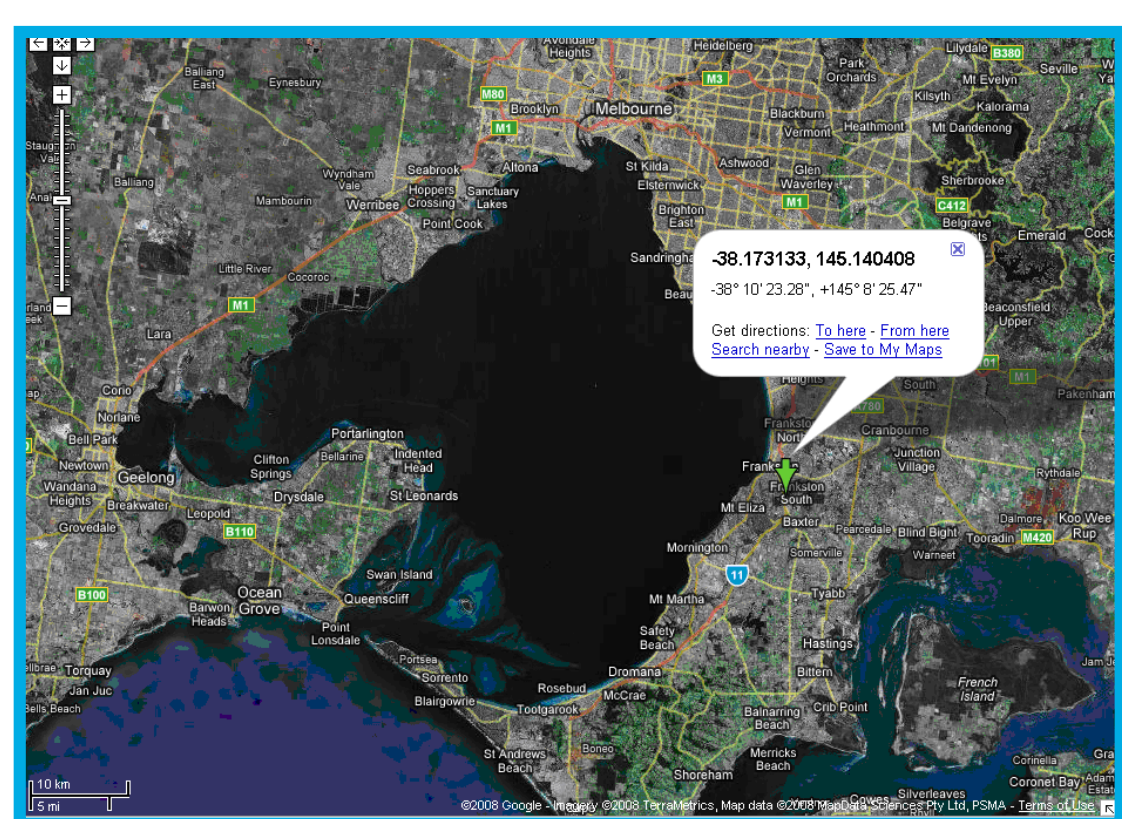 Avondale
Heights
Heidelberg
Lilydale
B380
Park
Orchards
Seville
Balliang
East
Eynesbury
M3
Mt Evelyn
M80
Brooklyn
Melbourne
Blackburn
Kilsyth
Kalorama
M1
Vermont
Heathmont
Mt Dandenong
Seabrook
Altona
St Kilda
Ashwood
Glen
Waverley
Wyndham
Vale
Balliang
Hoppers
Crossing
Sanctuary
Lakes
Elsternwick
Sherbrooke
Mambourin
Werribee
M1
C412
Point Cook
Brighton
East
Belgrave
Emerald
-38.173133, 145.140408
-38° 10' 23.28", +145° 8' 25.47"
Get directions: To here - From here
Search nearby - Save to My Maps
Little River
Cocoroc
M1
Upper
Lara
M1
Heights
South
Pakenham
Corio
Norlane
Bell Park
Portarlington
Cranbourne
North
Clifton
Springs
Bellarine
Indented
Head
Junction
Village
Newtown
Geelong
Rythdale
Wandana
Heights
Drysdale
St Leonards
Frankston
South
Breakwater
Leopold
Mt Eliza
Grovedale
B110
Baxter
Pearcedale
Blind Bight
Tooradin
M420
Dalmore
Koo Wee
Rup
Mornington
Somerville
Warneet
Swan Island
11
B100
Ocean
Grove
Queenscliff
Mt Martha
Tyabb
Barwon
Heads
Point
Lonsdale
Safety
Beach
Hastings
Portsea
Torquay
Sorrento
Dromana
Bittern
French
Island
Jan Juc
Rosebud
McCrae
Bells Beach
Blairgowrie
Tootgarook
Balnarring
Beach
Crib Point
St Andrews
Beach
Boneo
Merricks
Beach
Shoreham
Corinella
Coronet Bay
10 km
5 mi
Silverleaves
©2008 Google - Imagery ©2008 TerraMetrics, Map data ©2008 MapData Sciences Pty Ltd, PSMA - Terms of Use